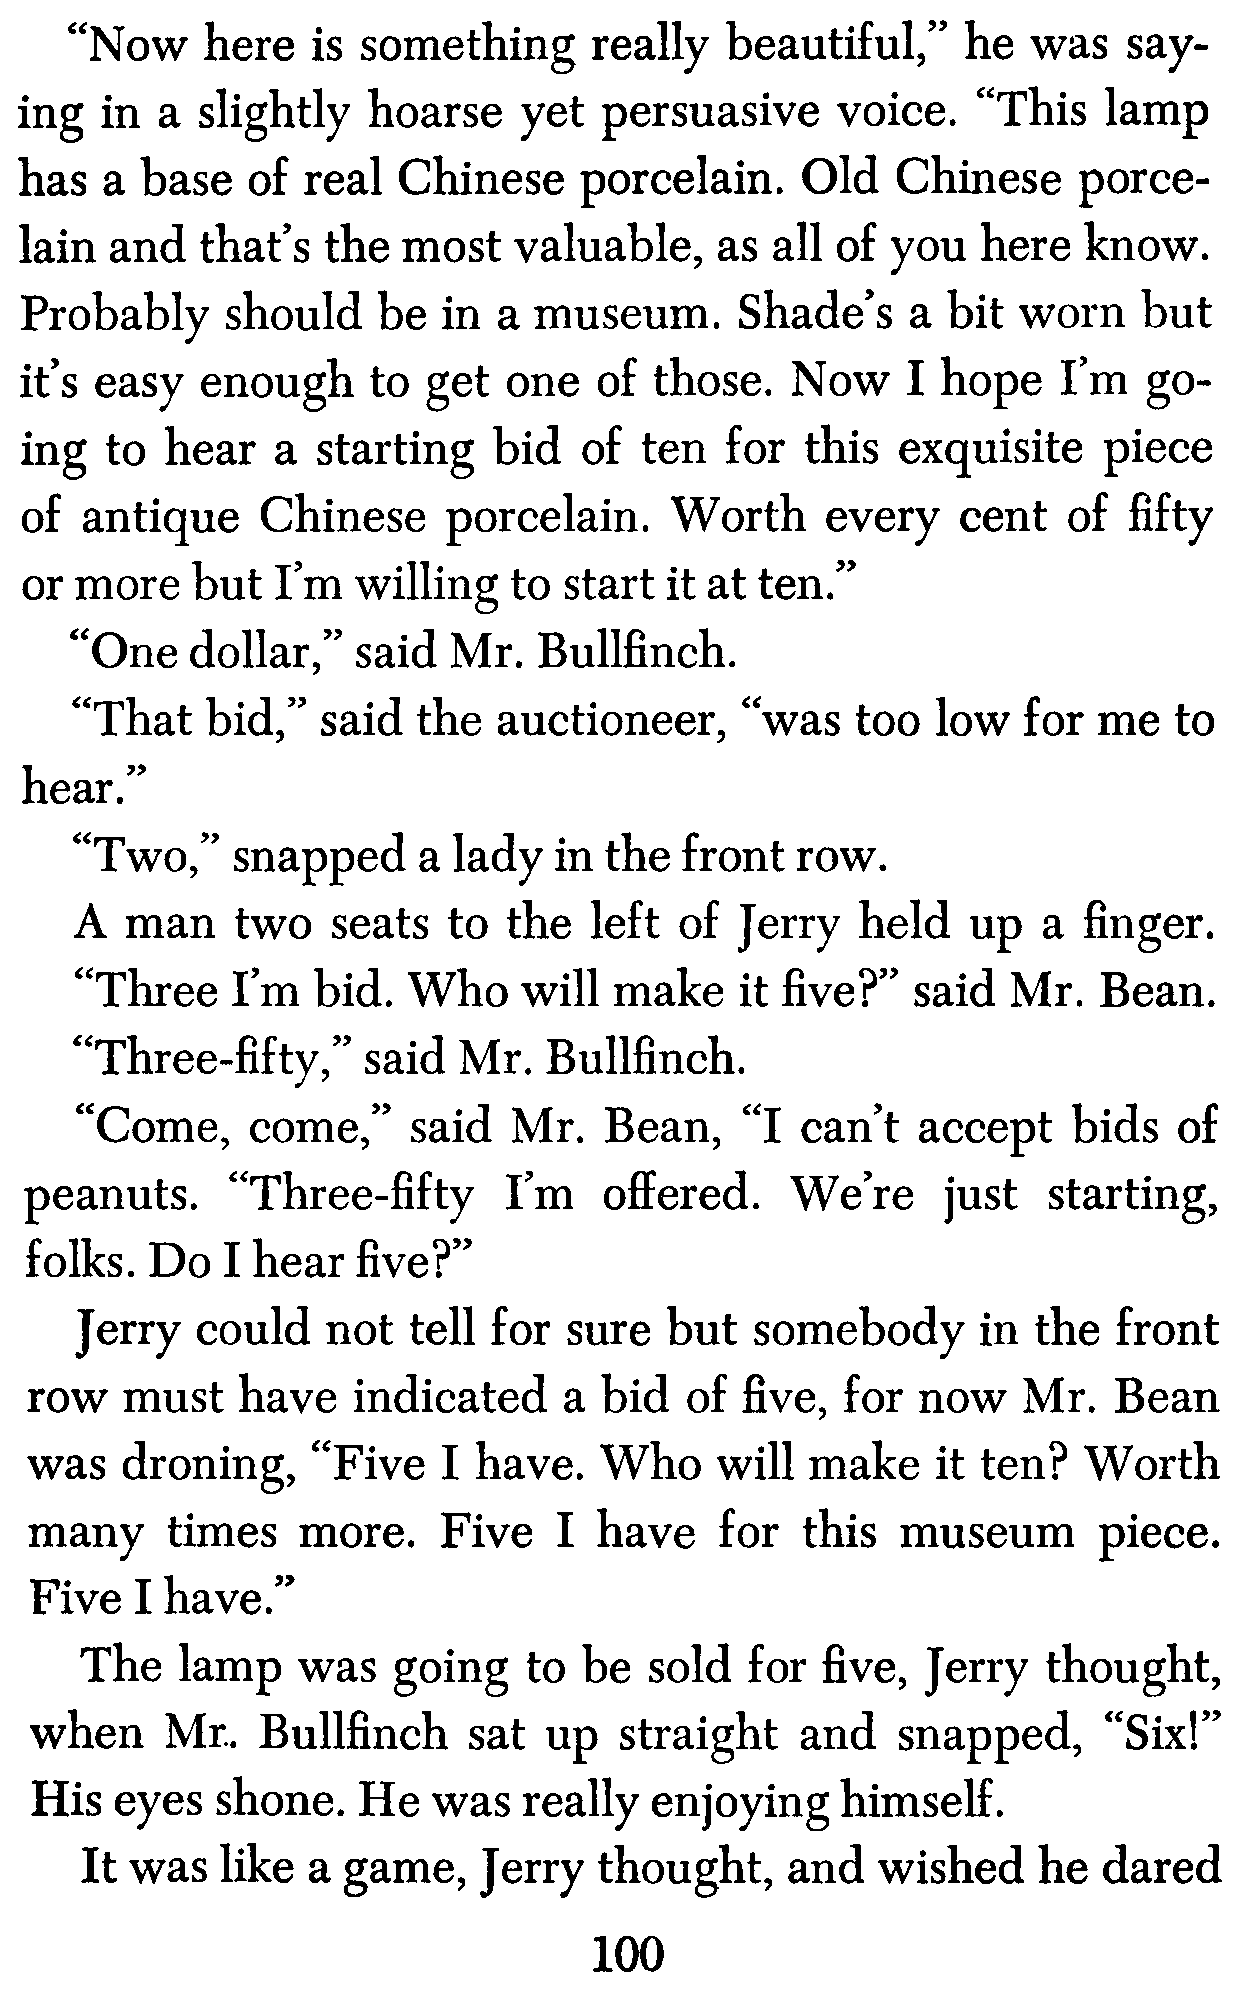 “Now here is something really beautiful,” he was say-
ing in a slightly hoarse yet persuasive voice. “This lamp
has a base of real Chinese porcelain. Old Chinese porce-
lain and that’s the most valuable, as all of you here know.
Probably should be in a museum. Shade’s a bit worn but
it’s easy enough to get one of those. Now I hope I’m go-
ing to hear a starting bid of ten for this exquisite piece
of antique Chinese porcelain. Worth every cent of fifty
or more but I’m willing to start it at ten.”
“One dollar,” said Mr. Bullfinch.
“That bid,” said the auctioneer, “was too low for me to
hear.”
“Two,” snapped a lady in the front row.
A man two seats to the left of Jerry held up a finger.
“Three I’m bid. Who will make it five?” said Mr. Bean.
“Three-fifty,” said Mr. Bullfinch.
“Come, come,” said Mr. Bean, “I can’t accept bids of
peanuts. “Three-fifty I’m offered. We’re just starting,
folks. Do I hear five?”
Jerry could not tell for sure but somebody in the front
row must have indicated a bid of five, for now Mr. Bean
was droning, “Five I have. Who will make it ten? Worth
many times more. Five I have for this museum piece.
Five I have.”
The lamp was going to be sold for five, Jerry thought,
when Mr.. Bullfinch sat up straight and snapped, “Six!”
His eyes shone. He was really enjoying himself.
It was like a game, Jerry thought, and wished he dared
100